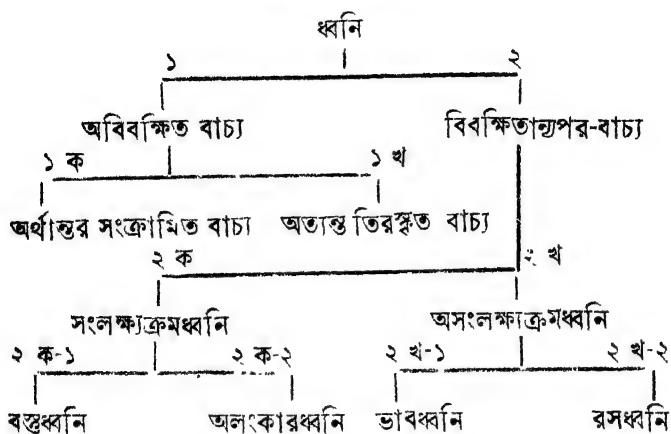 ধ্বনি
১ ২
অবিবক্ষিত বাচ্য বিবক্ষিতান্যপর-বাচ্য
১ ক ১ খ
অর্থান্তর সংক্রামিত বাচ্য অত্যন্ত তিরস্কৃত বাচ্য
২ ক ২ খ
সংলক্ষ্যক্রমধ্বনি অসংলক্ষ্যক্রমধ্বনি
২ ক-১ ২ ক-২ ২ খ-১ ২ খ-২
বস্তুধ্বনি অলংকারধ্বনি ভাবধ্বনি রসধ্বনি